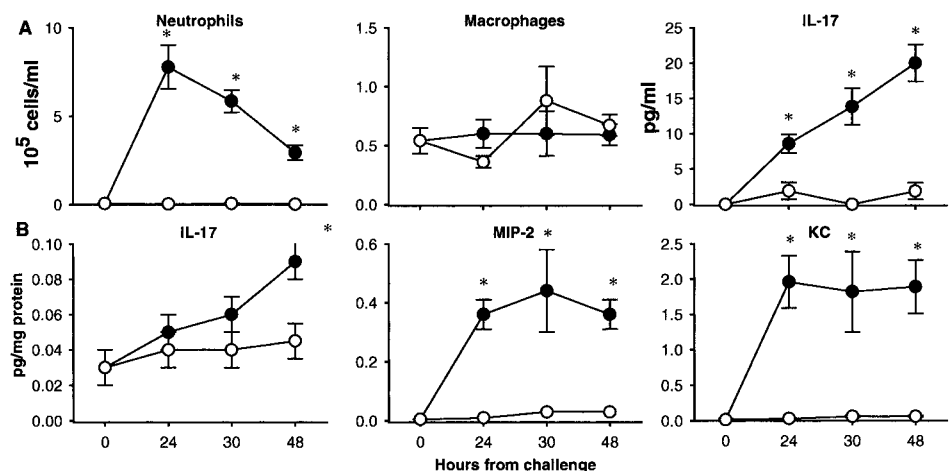 A
Neutrophils
Macrophages
IL-17
10⁵ cells/ml
10
5
0
* * *
1.5
1.0
0.5
0.0
pg/ml
25
20
15
10
5
0
* * *
B
IL-17
MIP-2
KC
pg/mg protein
0.10
0.08
0.06
0.04
0.02
0.00
*
0.6
0.4
0.2
0.0
* * *
2.5
2.0
1.5
1.0
0.5
0.0
* * *
0 24 30 48
0 24 30 48
0 24 30 48
Hours from challenge